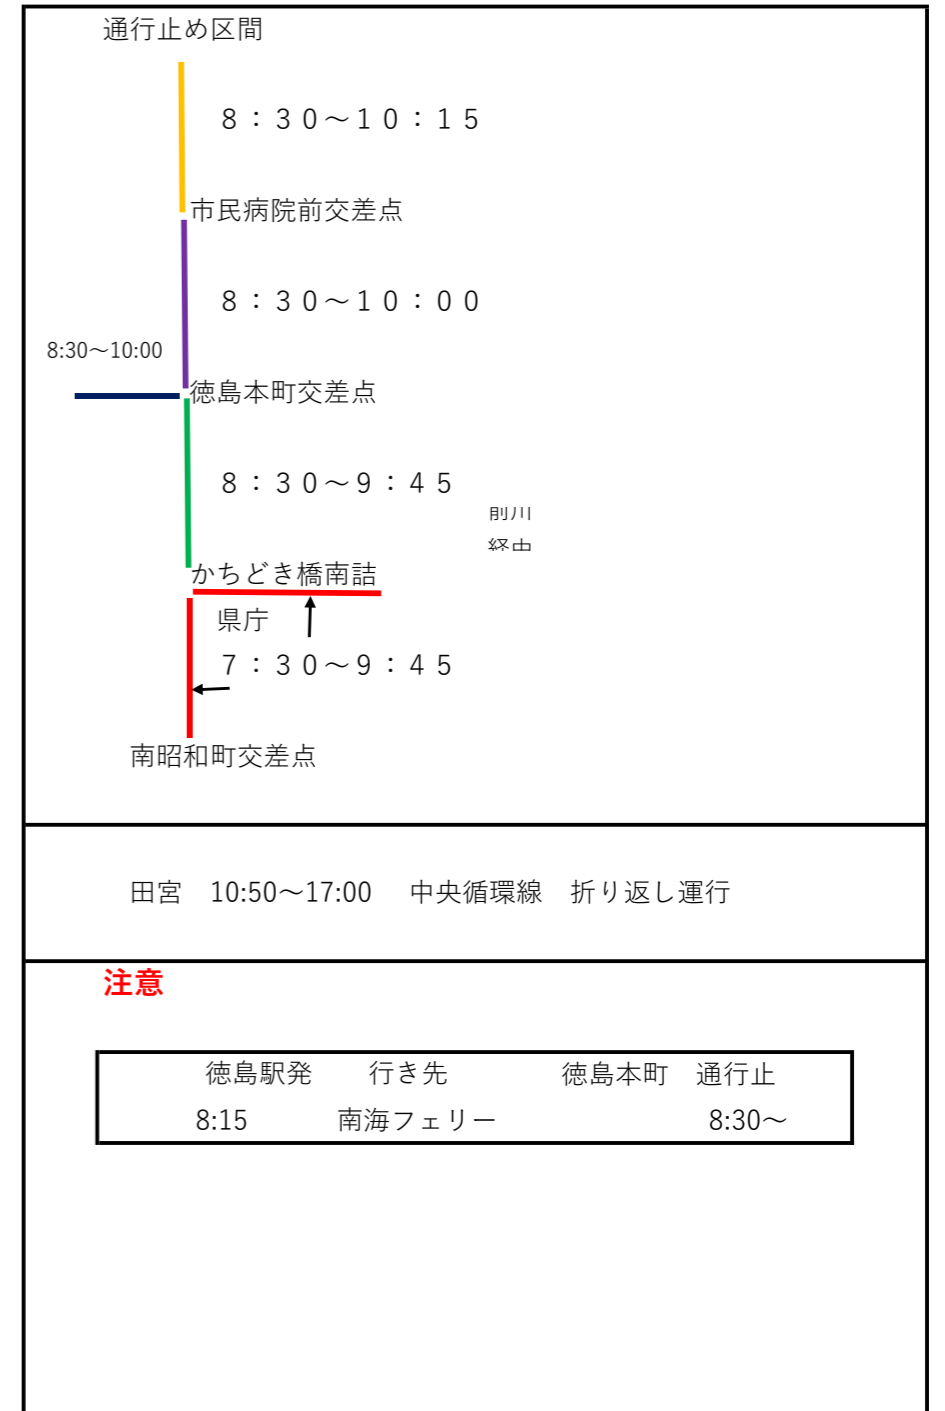 通行止め区間
８：３０～１０：１５
市民病院前交差点
８：３０～１０：００
8:30～10:00
徳島本町交差点
８：３０～９：４５
前川
経由
かちどき橋南詰
県庁
７：３０～９：４５
南昭和町交差点
田宮　10:50～17:00　中央循環線　折り返し運行
注意
徳島駅発　行き先　徳島本町　通行止
8:15　南海フェリー　8:30～